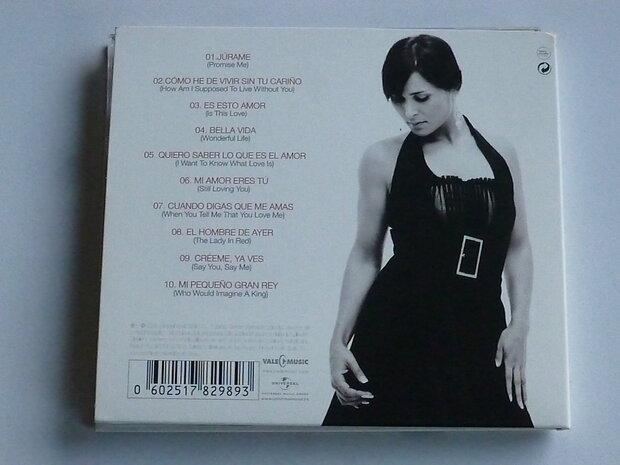 01.JÚRAME
(Promise Me)
02.CÓMO HE DE VIVIR SIN TU CARIÑO
(How Am I Supposed To Live Without You)
03. ES ESTO AMOR
(Is This Love)
04. BELLA VIDA
(Wonderful Life)
05. QUIERO SABER LO QUE ES EL AMOR
(I Want To Know What Love Is)
06. MI AMOR ERES TÚ
(Still Loving You)
07. CUANDO DIGAS QUE ME AMAS
(When You Tell Me That You Love Me)
08. EL HOMBRE DE AYER
(The Lady In Red)
09. CRÉEME, YA VES
(Say You, Say Me)
10. MI PEQUEÑO GRAN REY
(Who Would Imagine A King)
VALE MUSIC
UNIVERSAL
0 602517 829893